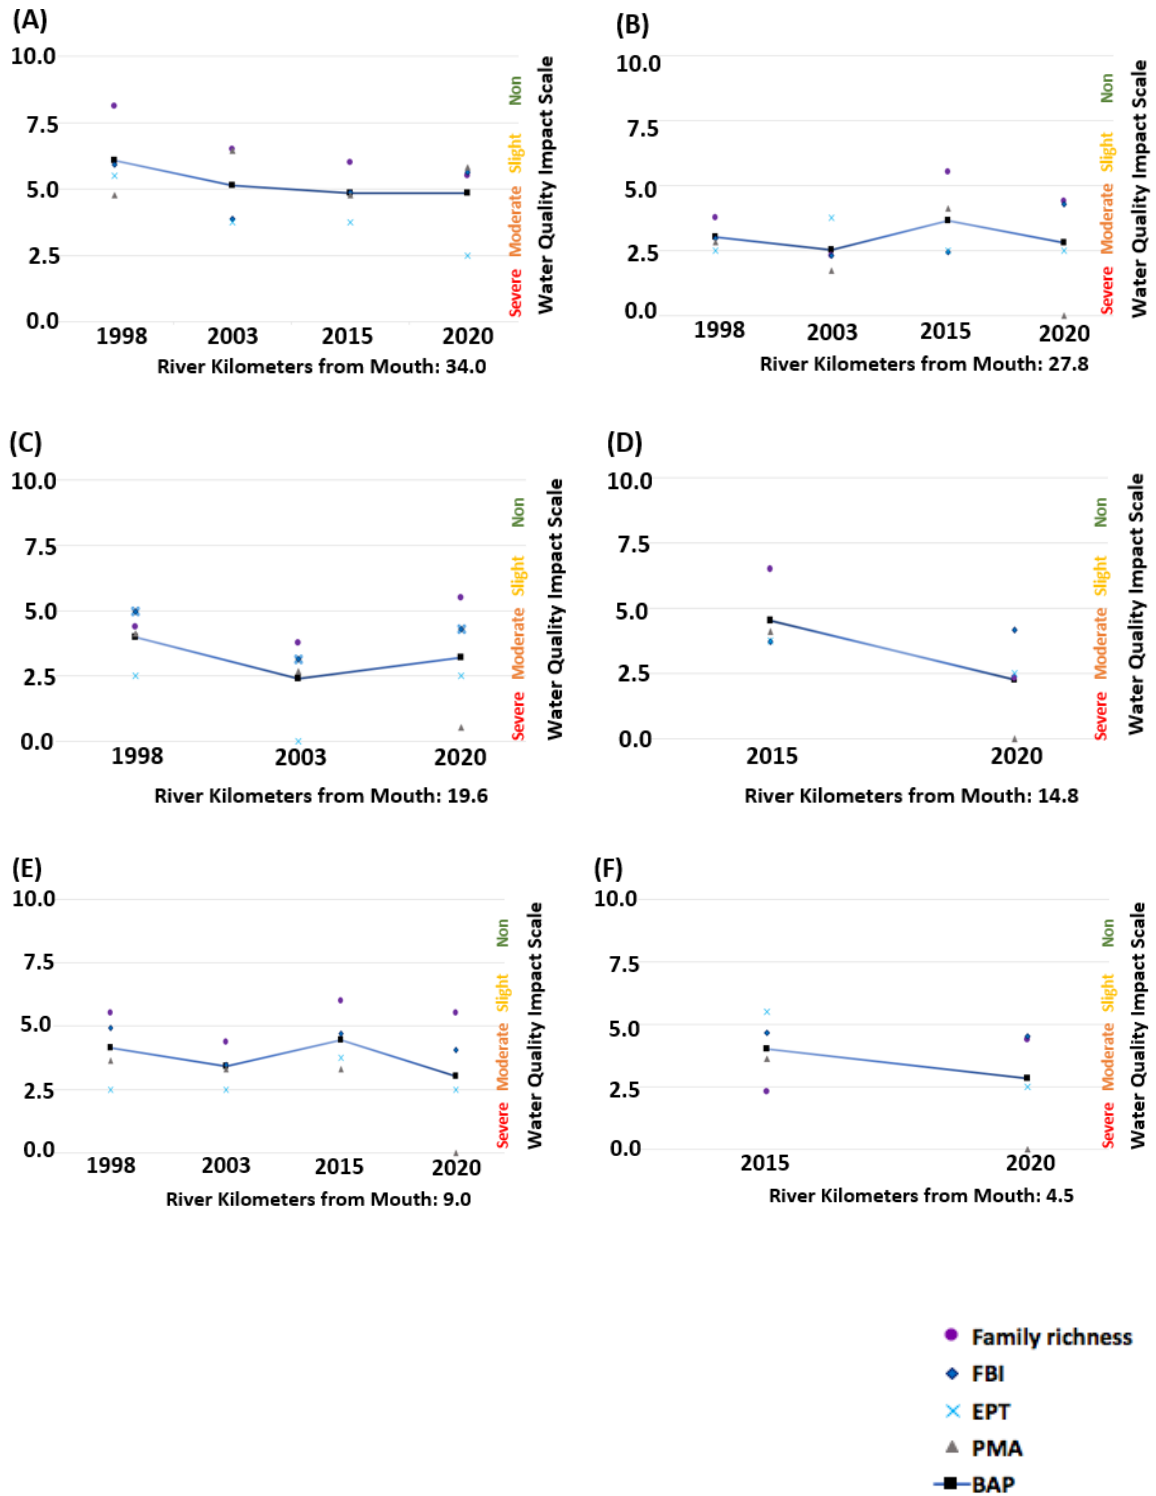 (A)
10.0
7.5
5.0
2.5
0.0
1998 2003 2015 2020
River Kilometers from Mouth: 34.0
Severe Moderate Slight Non
Water Quality Impact Scale
(B)
10.0
7.5
5.0
2.5
0.0
1998 2003 2015 2020
River Kilometers from Mouth: 27.8
Severe Moderate Slight Non
Water Quality Impact Scale
(C)
10.0
7.5
5.0
2.5
0.0
1998 2003 2020
River Kilometers from Mouth: 19.6
Severe Moderate Slight Non
Water Quality Impact Scale
(D)
10.0
7.5
5.0
2.5
0.0
2015 2020
River Kilometers from Mouth: 14.8
Severe Moderate Slight Non
Water Quality Impact Scale
(E)
10.0
7.5
5.0
2.5
0.0
1998 2003 2015 2020
River Kilometers from Mouth: 9.0
Severe Moderate Slight Non
Water Quality Impact Scale
(F)
10.0
7.5
5.0
2.5
0.0
2015 2020
River Kilometers from Mouth: 4.5
Severe Moderate Slight Non
Water Quality Impact Scale
Family richness
FBI
EPT
PMA
BAP